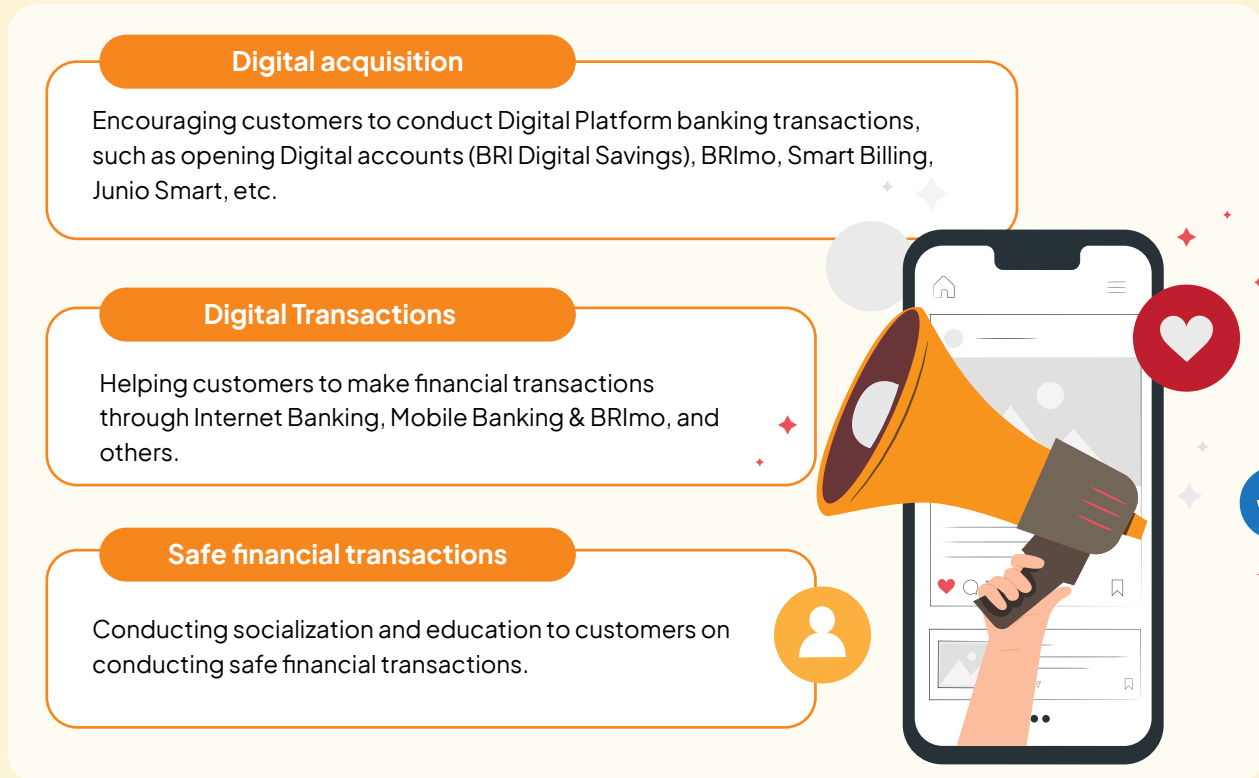 Digital acquisition
Encouraging customers to conduct Digital Platform banking transactions,
such as opening Digital accounts (BRI Digital Savings), BRImo, Smart Billing,
Junio Smart, etc.
Digital Transactions
Helping customers to make financial transactions
through Internet Banking, Mobile Banking & BRImo, and
others.
Safe financial transactions
Conducting socialization and education to customers on
conducting safe financial transactions.